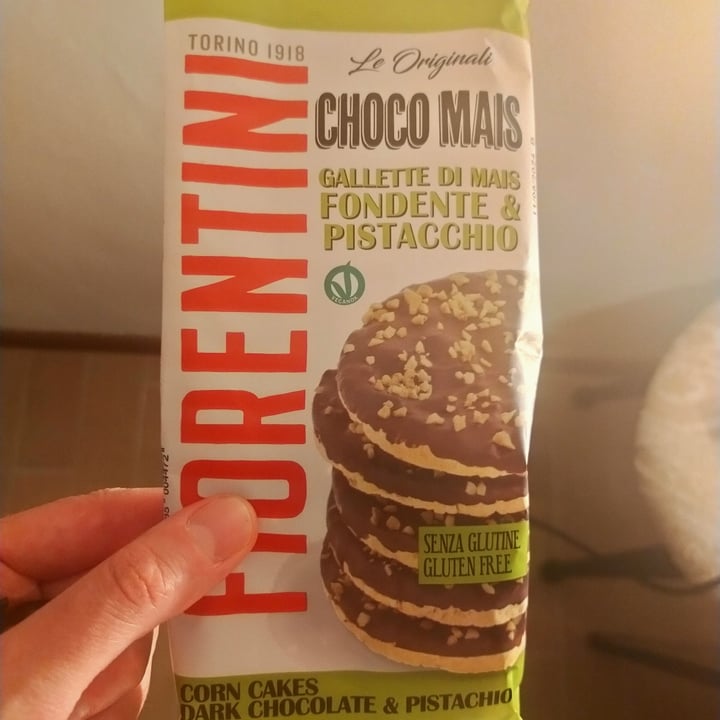 TORINO 1918
FIORENTINI
Le Originali
CHOCO MAIS
GALLETTE DI MAIS
FONDENTE &
PISTACCHIO
VEGANOK
SENZA GLUTINE
GLUTEN FREE
CORN CAKES
DARK CHOCOLATE & PISTACHIO